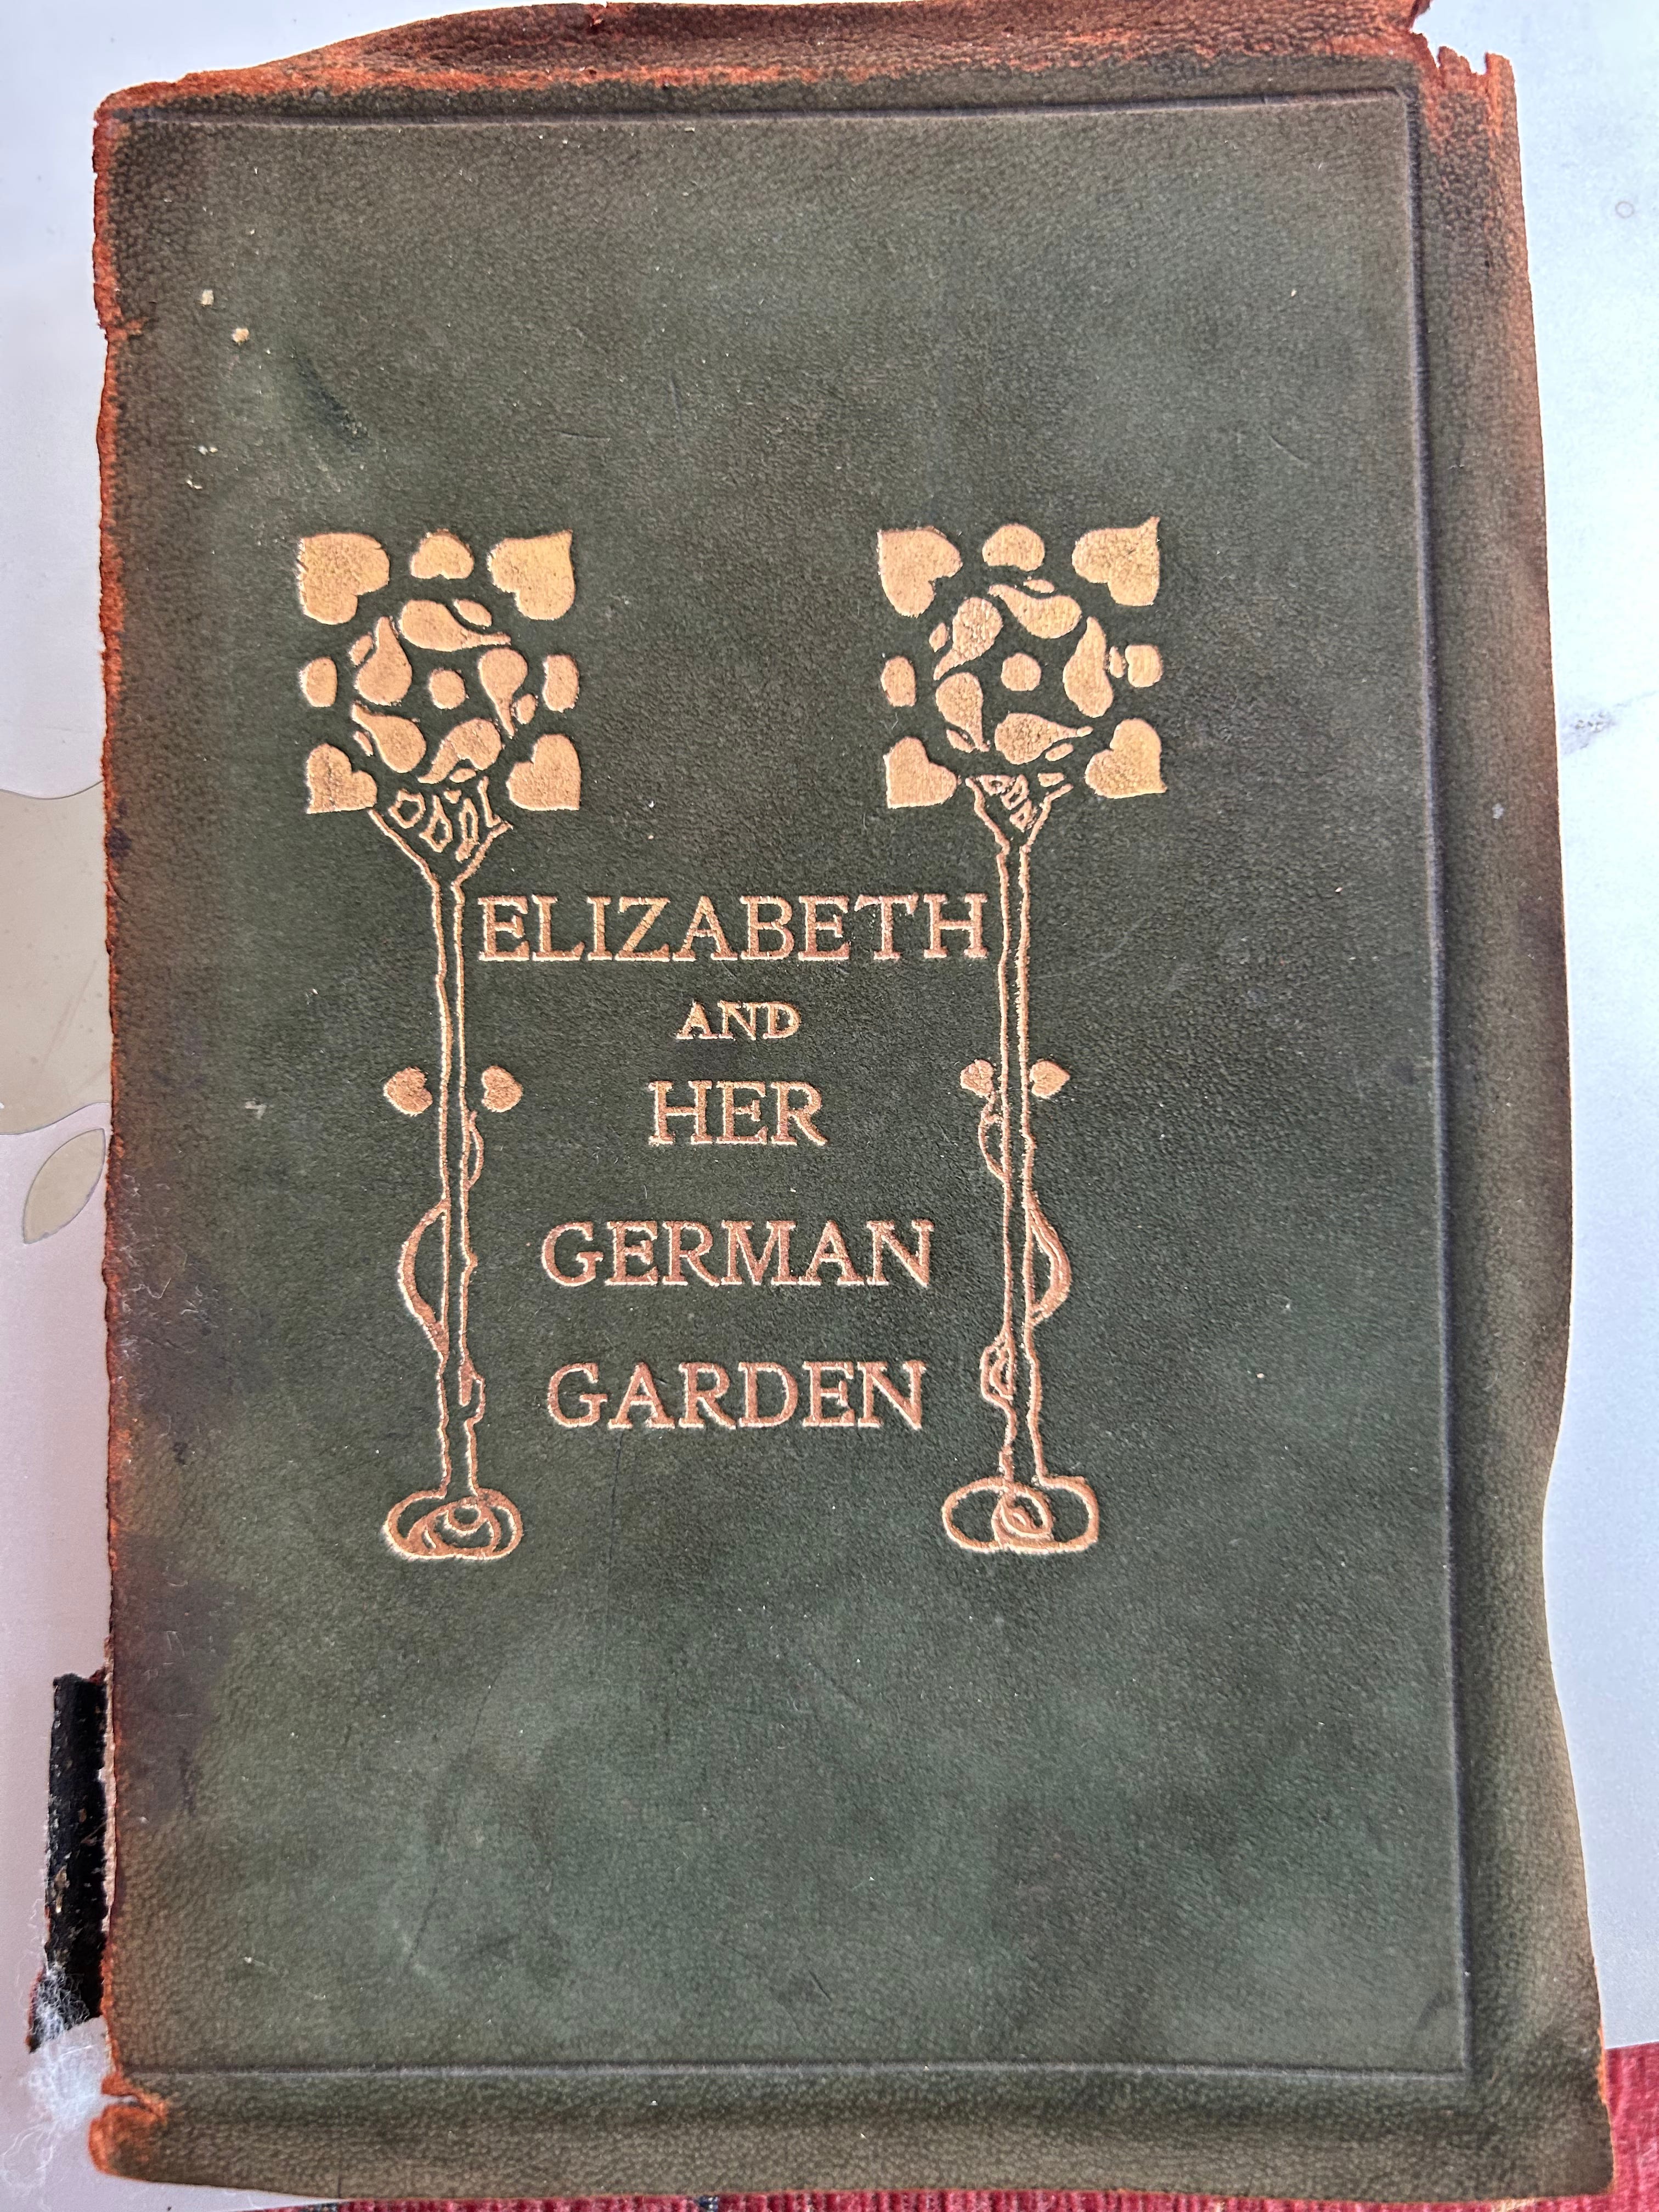 ELIZABETH
AND
HER
GERMAN
GARDEN